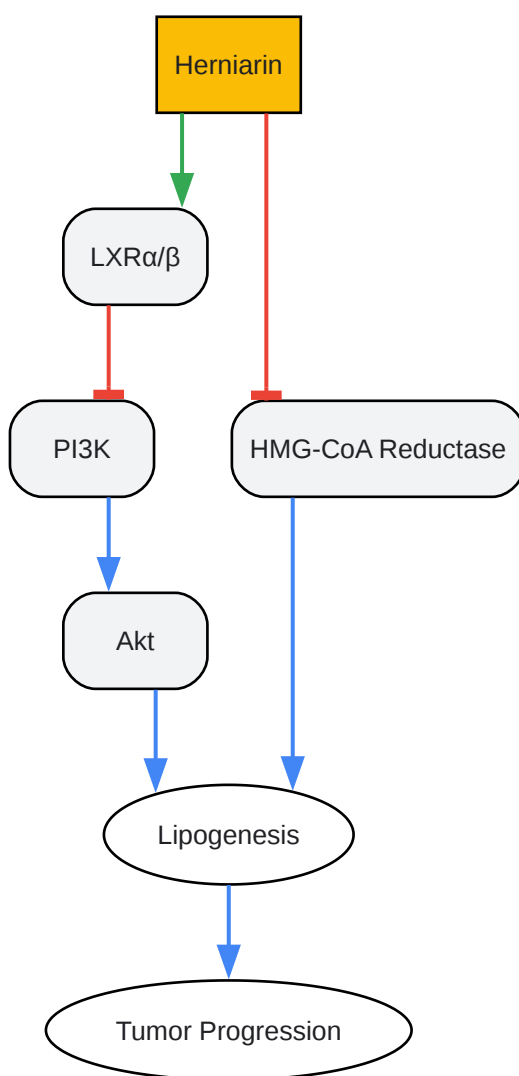 Herniarin
LXRα/β
PI3K
HMG-CoA Reductase
Akt
Lipogenesis
Tumor Progression